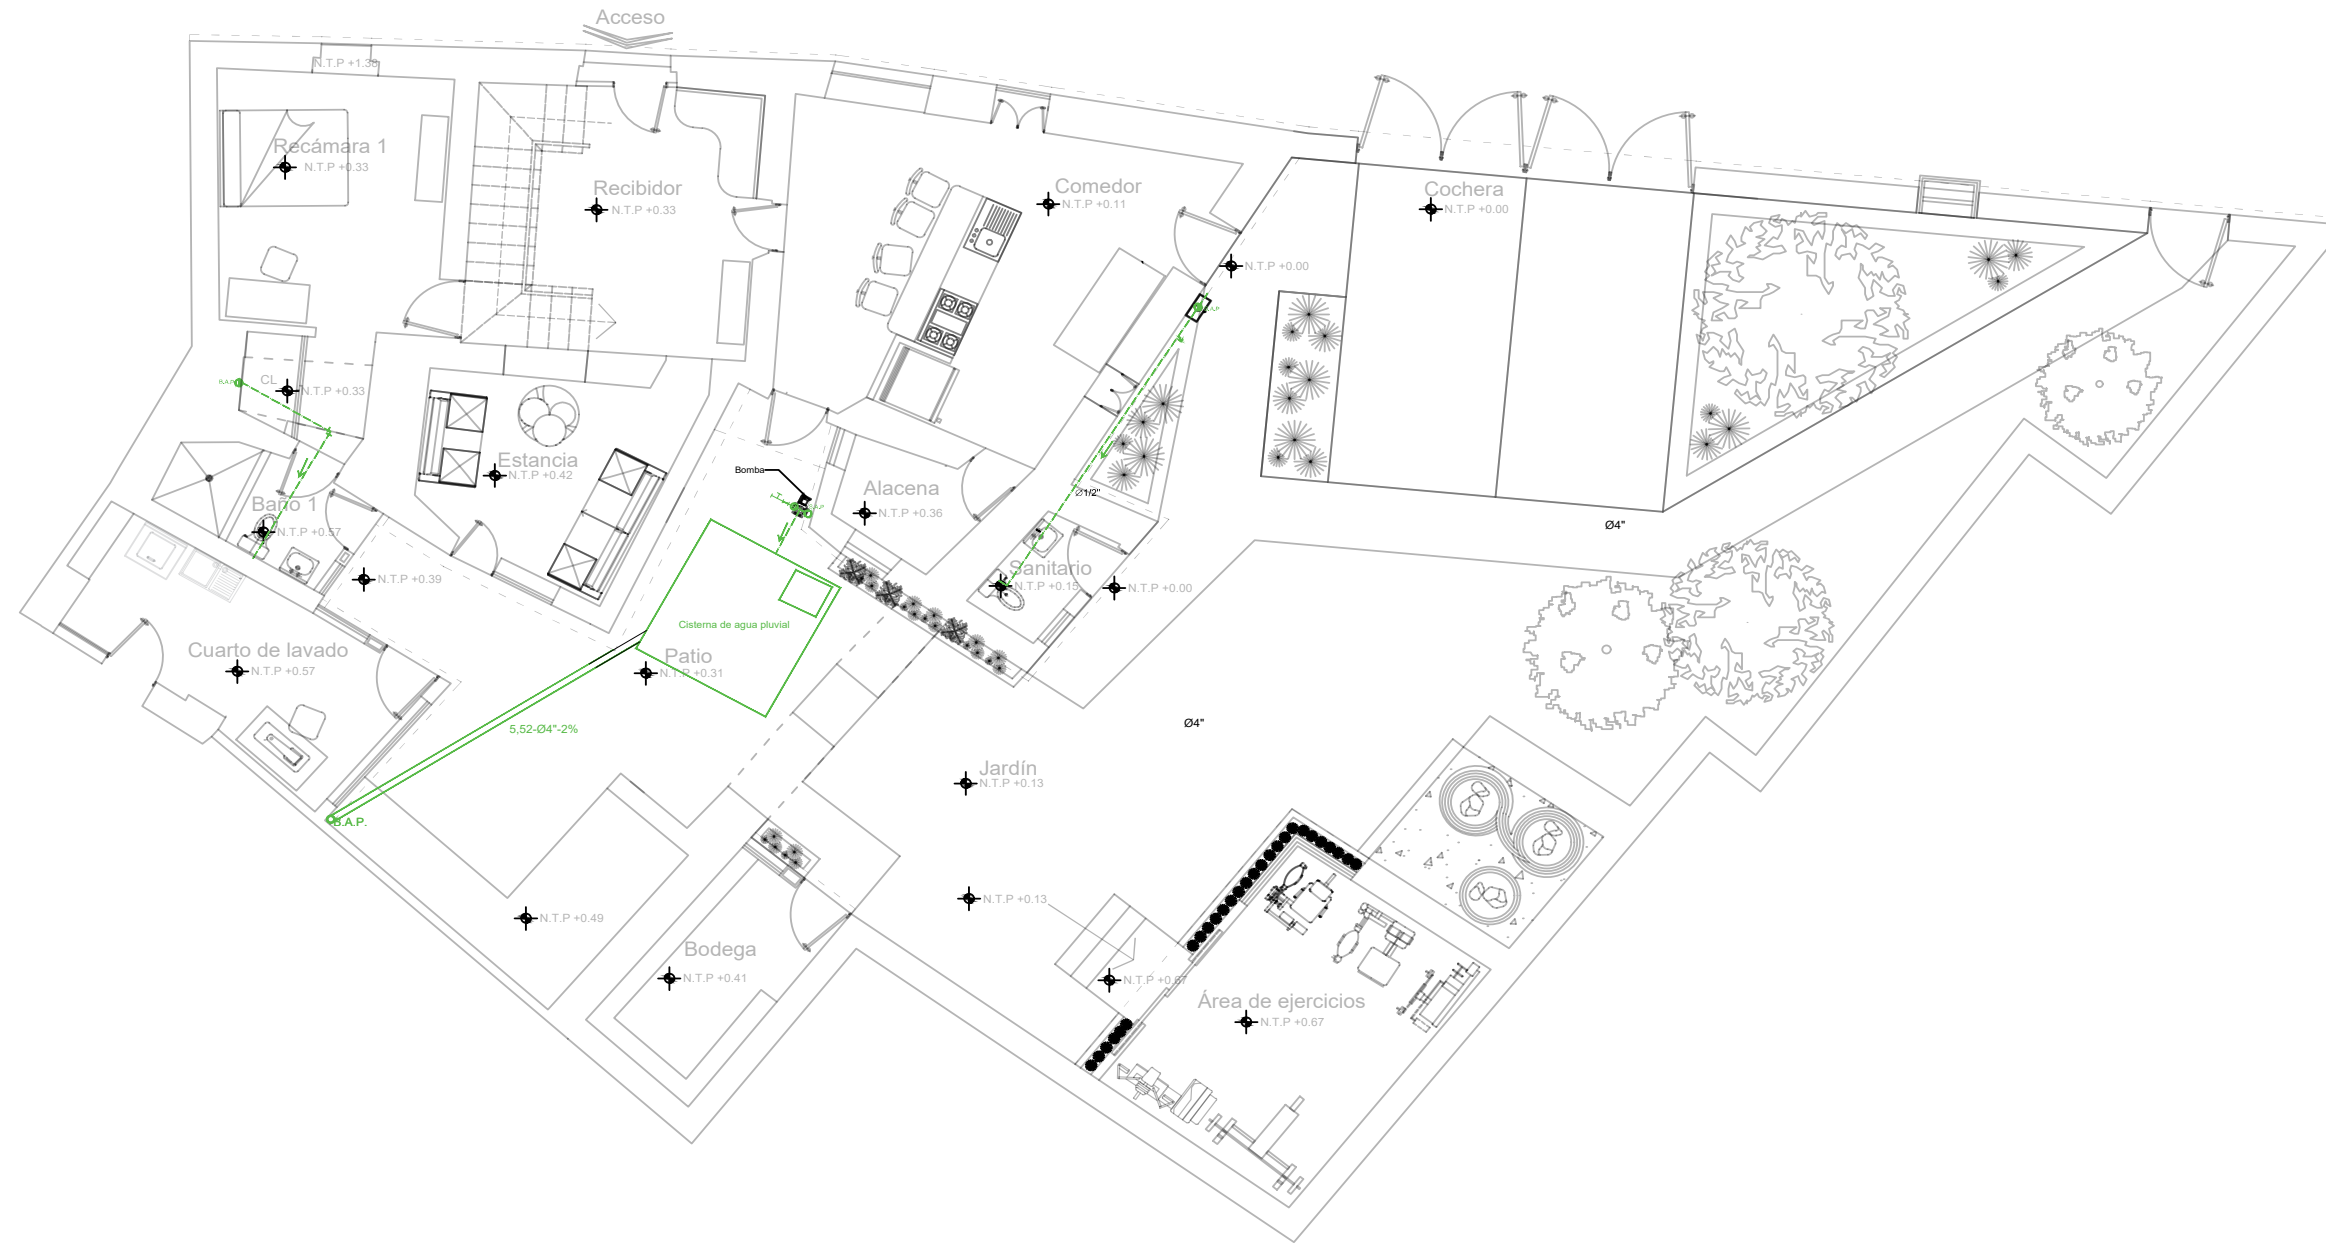 Acceso
N.T.P +1.38
Recámara 1
N.T.P +0.33
Recibidor
N.T.P +0.33
Comedor
N.T.P +0.11
Cochera
N.T.P +0.00
N.T.P +0.00
B.A.P
CL
N.T.P +0.33
B.A.P
Estancia
N.T.P +0.42
Bomba
Alacena
N.T.P +0.36
Ø1/2"
Baño 1
N.T.P +0.57
Ø4"
N.T.P +0.39
Sanitario
N.T.P +0.15
N.T.P +0.00
Cisterna de agua pluvial
Cuarto de lavado
N.T.P +0.57
Patio
N.T.P +0.31
5,52-Ø4"-2%
Ø4"
Jardín
N.T.P +0.13
B.A.P.
N.T.P +0.13
N.T.P +0.49
Bodega
N.T.P +0.41
N.T.P +0.67
Área de ejercicios
N.T.P +0.67